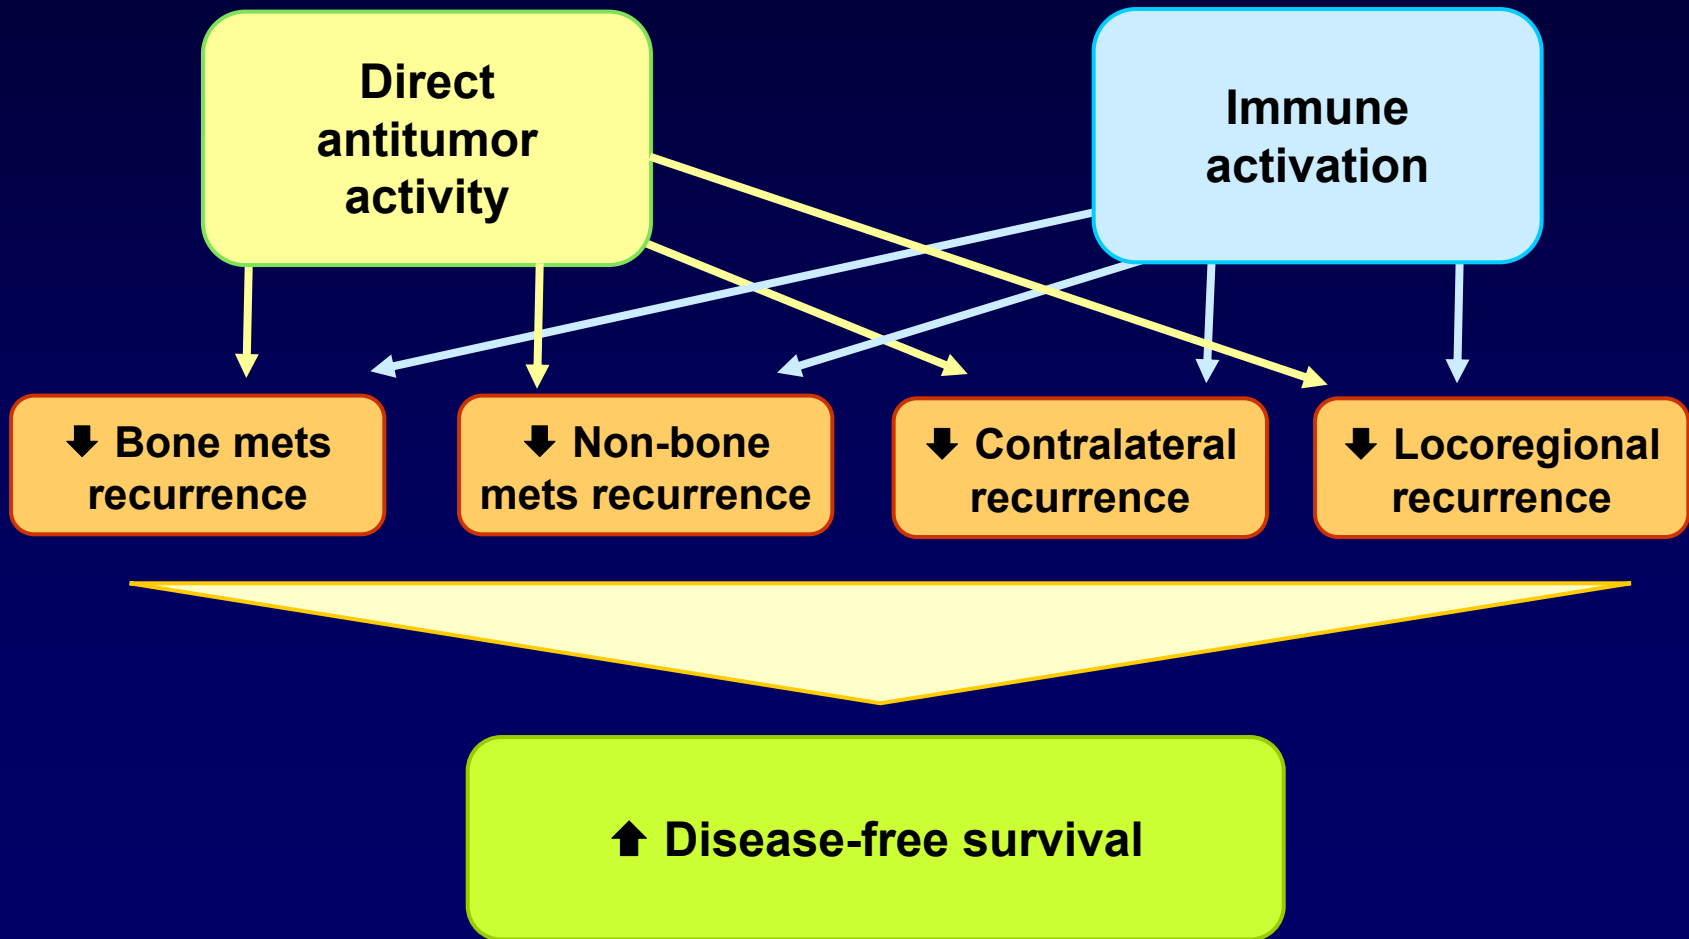 Direct
antitumor
activity
Immune
activation
🡇 Bone mets
recurrence
🡇 Non-bone
mets recurrence
🡇 Contralateral
recurrence
🡇 Locoregional
recurrence
🡅 Disease-free survival